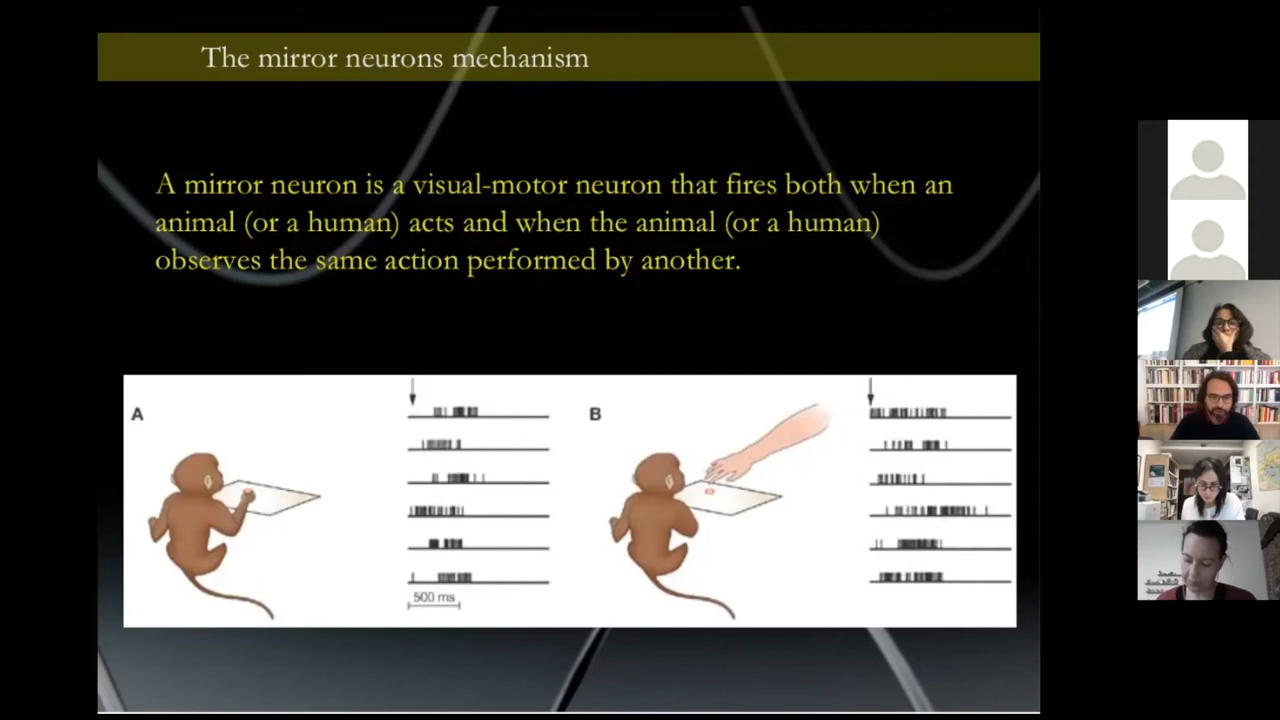 The mirror neurons mechanism
A mirror neuron is a visual-motor neuron that fires both when an
animal (or a human) acts and when the animal (or a human)
observes the same action performed by another.
A
B
500 ms